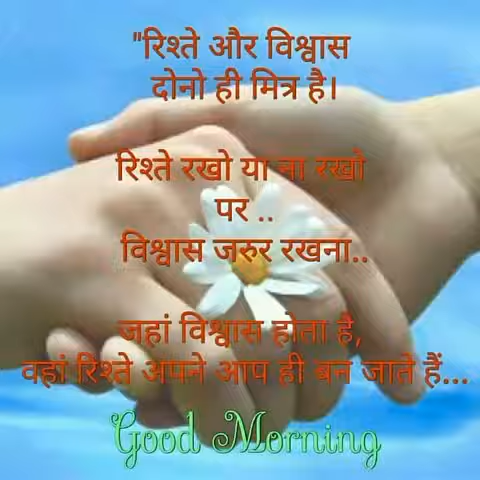 "रिश्ते और विश्वास
दोनो ही मित्र है।
रिश्ते रखो या ना रखो
पर ..
विश्वास जरुर रखना..
जहां विश्वास होता है,
वहां रिश्ते अपने आप ही बन जाते हैं...
Good Morning